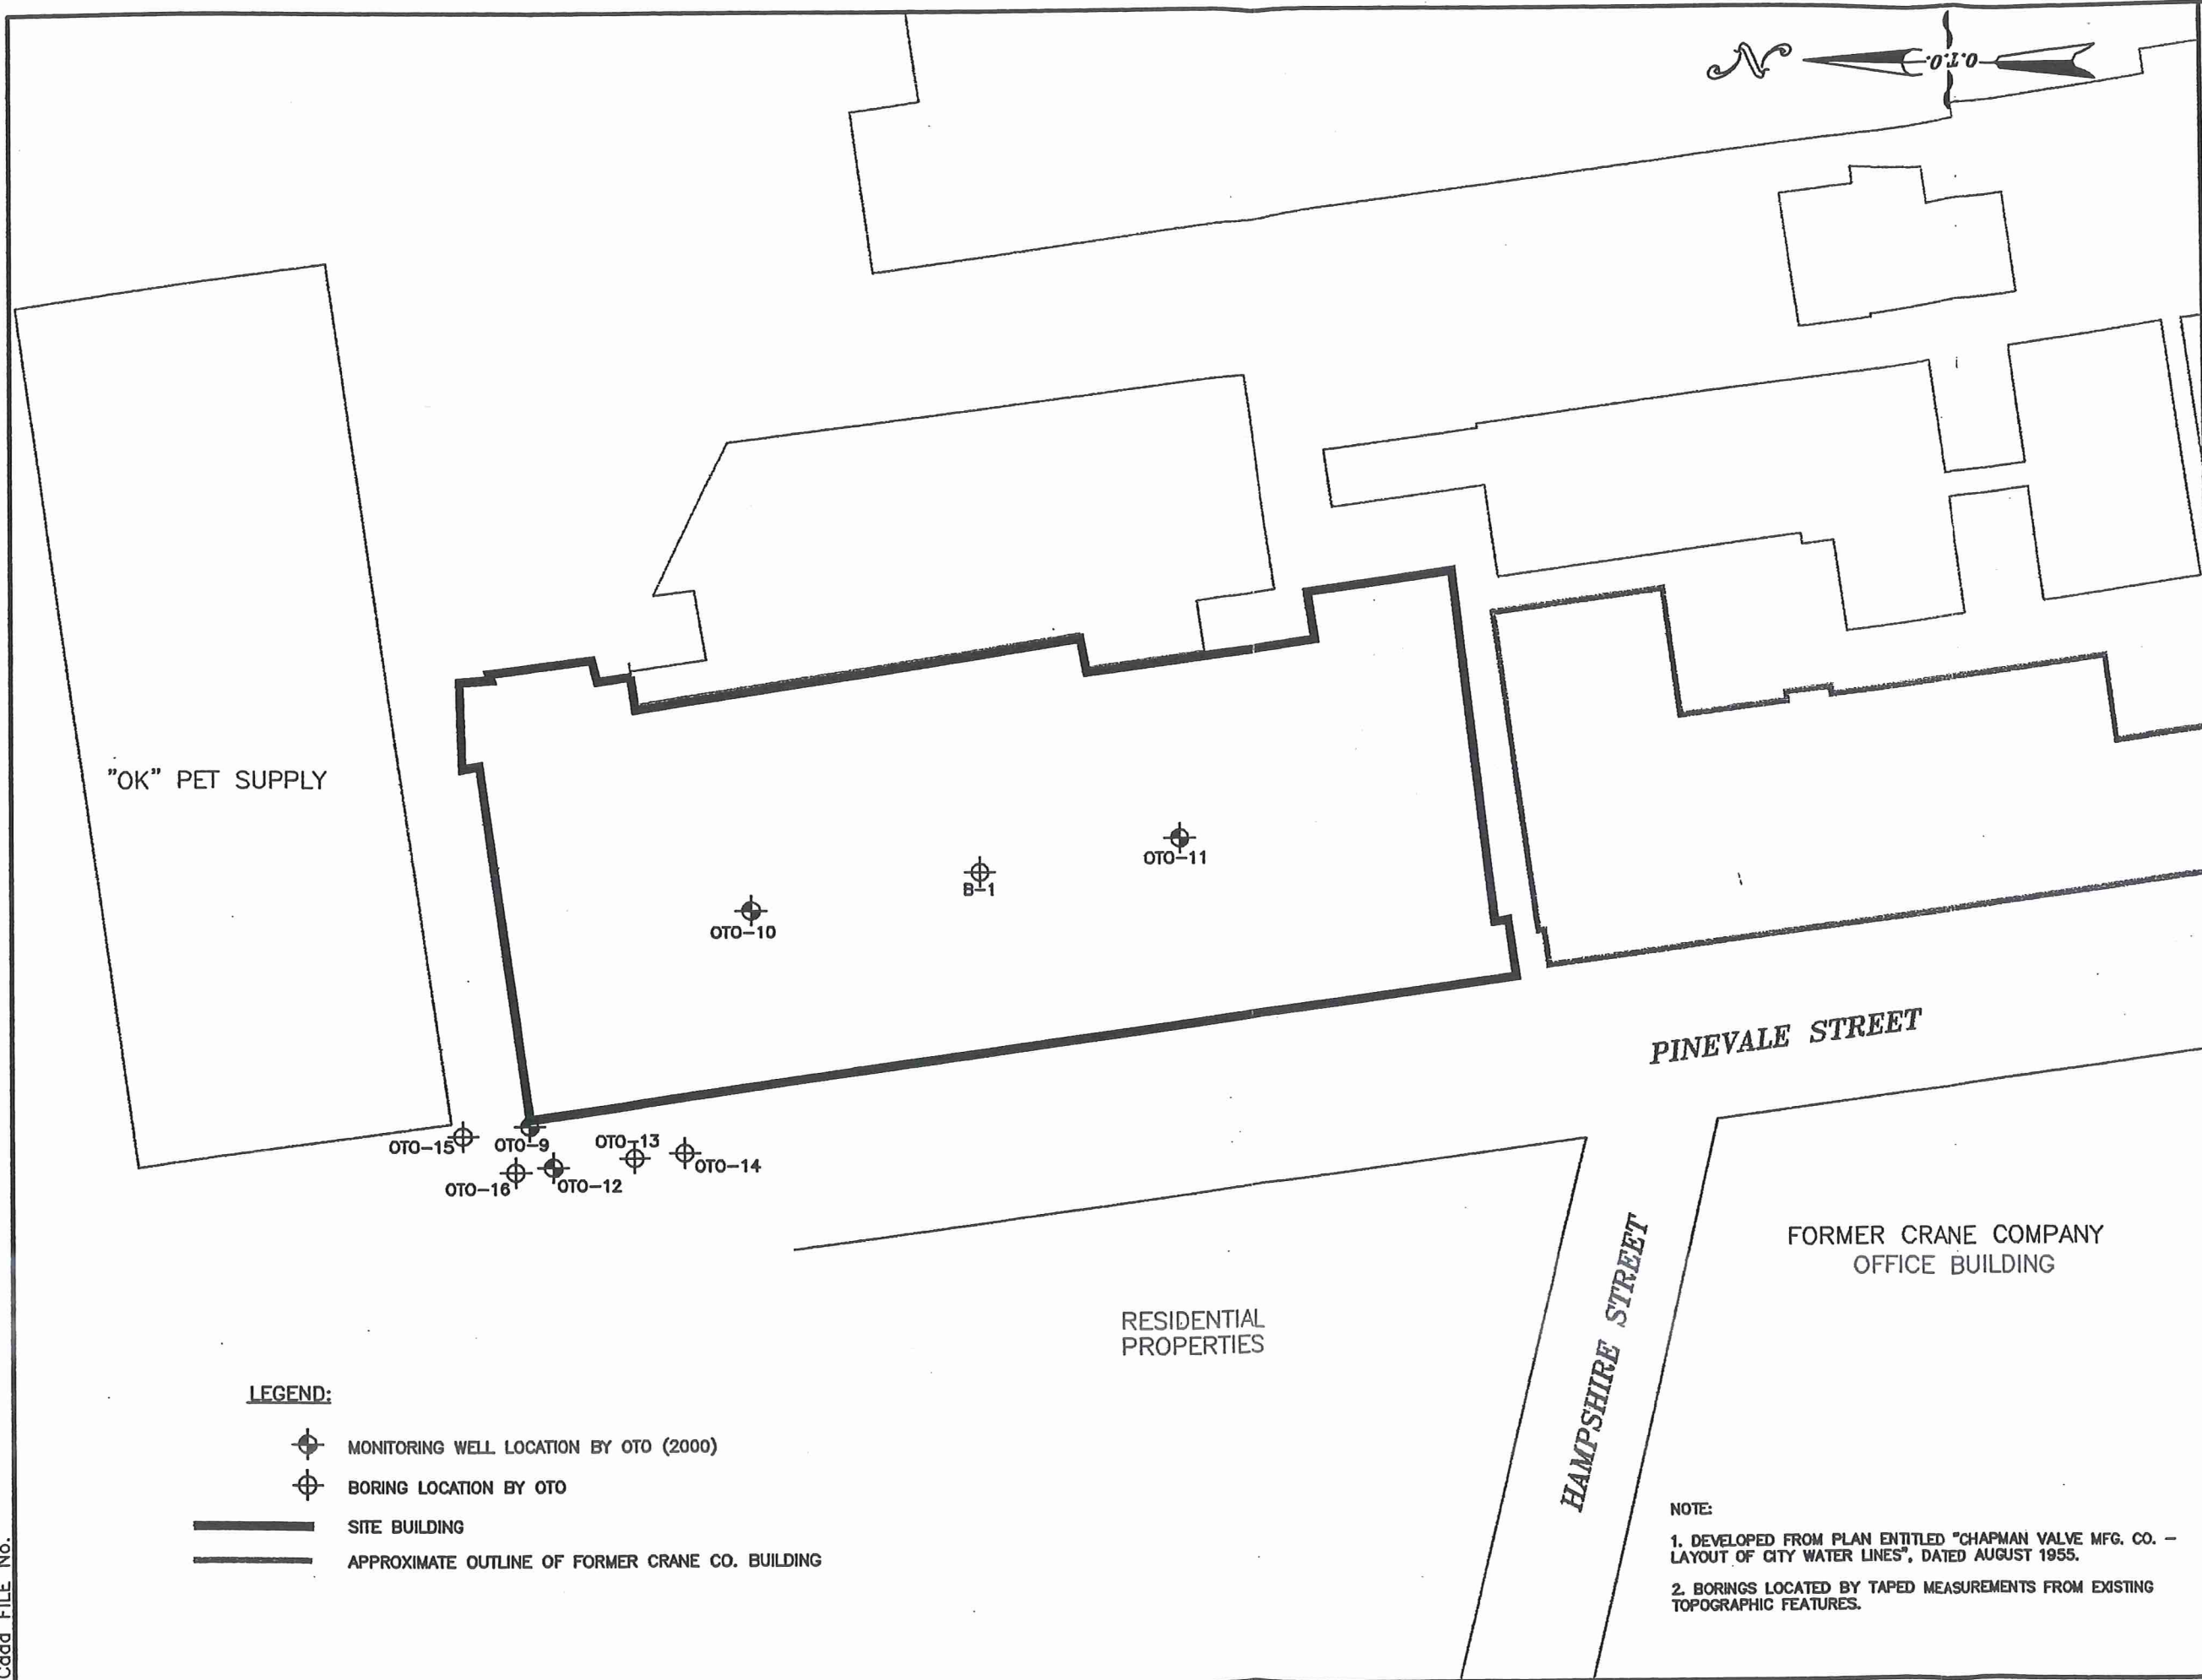 N
O.T.O.
"OK" PET SUPPLY
OTO-11
B-1
OTO-10
PINEVALE STREET
OTO-15
OTO-9
OTO-13
OTO-14
OTO-16
OTO-12
HAMPSHIRE STREET
FORMER CRANE COMPANY
OFFICE BUILDING
RESIDENTIAL
PROPERTIES
LEGEND:
MONITORING WELL LOCATION BY OTO (2000)
BORING LOCATION BY OTO
SITE BUILDING
APPROXIMATE OUTLINE OF FORMER CRANE CO. BUILDING
NOTE:
1. DEVELOPED FROM PLAN ENTITLED "CHAPMAN VALVE MFG. CO. -
LAYOUT OF CITY WATER LINES", DATED AUGUST 1955.
2. BORINGS LOCATED BY TAPED MEASUREMENTS FROM EXISTING
TOPOGRAPHIC FEATURES.
Cadd FILE No.